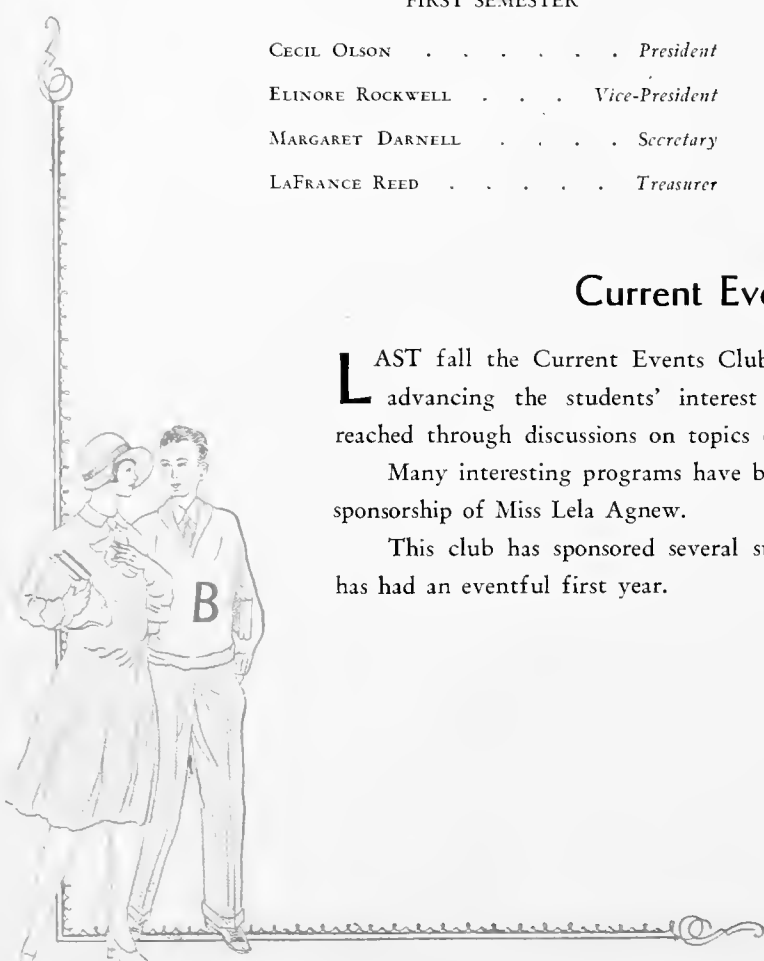 FIRST SEMESTER
CECIL OLSON . . . . . . President
ELINORE ROCKWELL . . . Vice-President
MARGARET DARNELL . . . . Secretary
LAFRANCE REED . . . . . Treasurer
Current Eve
LAST fall the Current Events Club
advancing the students' interest
reached through discussions on topics
Many interesting programs have b
sponsorship of Miss Lela Agnew.
This club has sponsored several
has had an eventful first year.
B